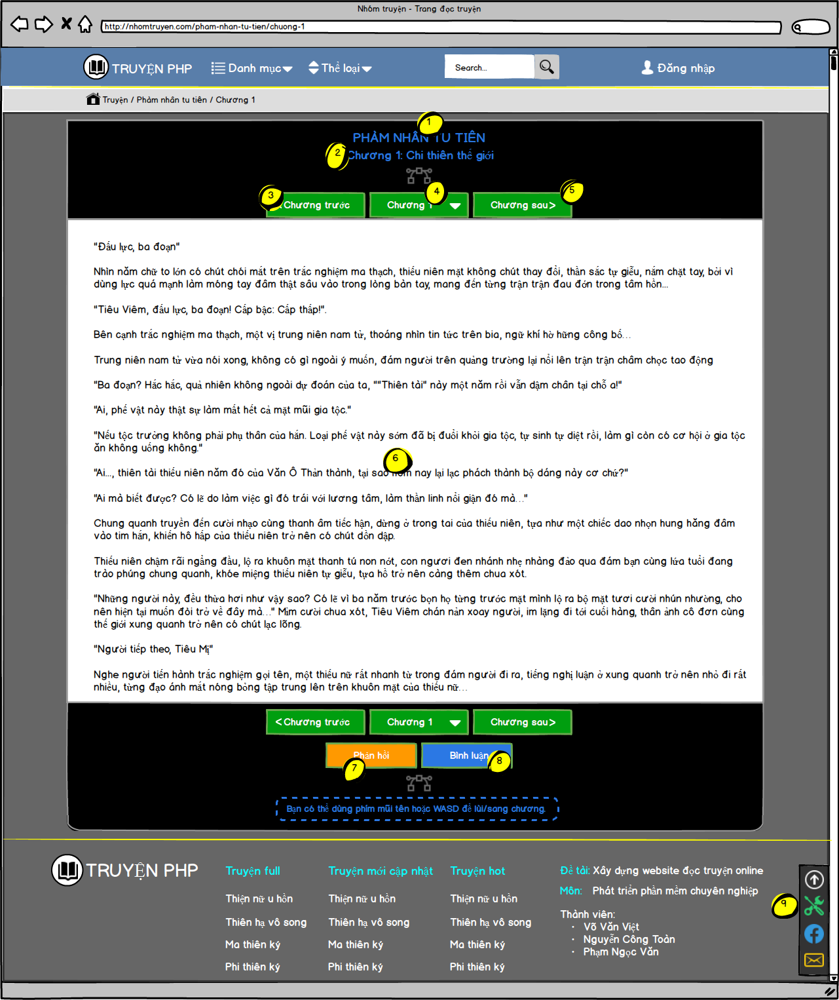 Nhóm truyện - Trang đọc truyện
http://nhomtruyen.com/pham-nhan-tu-tien/chuong-1
TRUYỆN PHP
Danh mục
Thể loại
Search...
Đăng nhập
Truyện / Phàm nhân tu tiên / Chương 1
1
PHÀM NHÂN TU TIÊN
2
Chương 1: Chi thiên thế giới
3
4
5
<Chương trước
Chương 1
Chương sau>
"Đấu lực, ba đoạn"
Nhìn năm chữ to lớn có chút chói mắt trên trắc nghiệm ma thạch, thiếu niên mặt không chút thay đổi, thần sắc tự giễu, nắm chặt tay, bởi vì
dùng lực quá mạnh làm móng tay đâm thật sâu vào trong lòng bàn tay, mang đến từng trận trận đau đớn trong tâm hồn...
"Tiêu Viêm, đấu lực, ba đoạn! Cấp bậc: Cấp thấp!".
Bên cạnh trắc nghiệm ma thạch, một vị trung niên nam tử, thoáng nhìn tin tức trên bia, ngữ khí hờ hững công bố…
Trung niên nam tử vừa nói xong, không có gì ngoài ý muốn, đám người trên quảng trường lại nổi lên trận trận châm chọc tao động
"Ba đoạn? Hắc hắc, quả nhiên không ngoài dự đoán của ta, ""Thiên tài" này một năm rồi vẫn dậm chân tại chỗ a!"
"Ai, phế vật này thật sự làm mất hết cả mặt mũi gia tộc."
"Nếu tộc trưởng không phải phụ thân của hắn. Loại phế vật này sớm đã bị đuổi khỏi gia tộc, tự sinh tự diệt rồi, làm gì còn có cơ hội ở gia tộc
ăn không uống không."
6
"Ai..., thiên tài thiếu niên năm đó của Văn Ô Thản thành, tại sao hôm nay lại lạc phách thành bộ dáng này cơ chứ?"
"Ai mà biết được? Có lẽ do làm việc gì đó trái với lương tâm, làm thần linh nổi giận đó mà…"
Chung quanh truyền đến cười nhạo cùng thanh âm tiếc hận, dừng ở trong tai của thiếu niên, tựa như một chiếc dao nhọn hung hăng đâm
vào tim hắn, khiến hô hấp của thiếu niên trở nên có chút dồn dập.
Thiếu niên chậm rãi ngẩng đầu, lộ ra khuôn mặt thanh tú non nớt, con ngươi đen nhánh nhẹ nhàng đảo qua đám bạn cùng lứa tuổi đang
trào phúng chung quanh, khóe miệng thiếu niên tự giễu, tựa hồ trở nên càng thêm chua xót.
"Những người này, đều thừa hơi như vậy sao? Có lẽ vì ba năm trước bọn họ từng trước mặt mình lộ ra bộ mặt tươi cười nhún nhường, cho
nên hiện tại muốn đòi trở về đây mà…" Mỉm cười chua xót, Tiêu Viêm chán nản xoay người, im lặng đi tới cuối hàng, thân ảnh cô đơn cùng
thế giới xung quanh trở nên có chút lạc lõng.
"Người tiếp theo, Tiêu Mị"
Nghe người tiến hành trắc nghiệm gọi tên, một thiếu nữ rất nhanh từ trong đám người đi ra, tiếng nghị luận ở xung quanh trở nên nhỏ đi rất
nhiều, từng đạo ánh mắt nóng bỏng tập trung lên trên khuôn mặt của thiếu nữ…
<Chương trước
Chương 1
Chương sau>
Phản hồi
Bình luận
7
8
Bạn có thể dùng phím mũi tên hoặc WASD để lùi/sang chương.
TRUYỆN PHP
Truyện full
Thiện nữ u hồn
Thiên hạ vô song
Ma thiên ký
Phi thiên ký
Truyện mới cập nhật
Thiện nữ u hồn
Thiên hạ vô song
Ma thiên ký
Phi thiên ký
Truyện hot
Thiện nữ u hồn
Thiên hạ vô song
Ma thiên ký
Phi thiên ký
Đề tài: Xây dựng website đọc truyện online
Môn: Phát triển phần mềm chuyên nghiệp
Thành viên:
• Võ Văn Việt
• Nguyễn Công Toàn
• Phạm Ngọc Văn
9